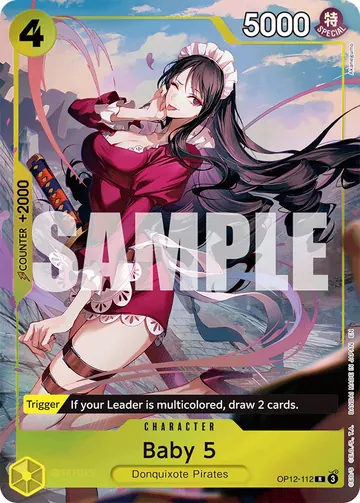 4
5000
特
SPECIAL
COUNTER +2000
SAMPLE
Trigger If your Leader is multicolored, draw 2 cards.
CHARACTER
Baby 5
Donquixote Pirates
OP12-112 R 3